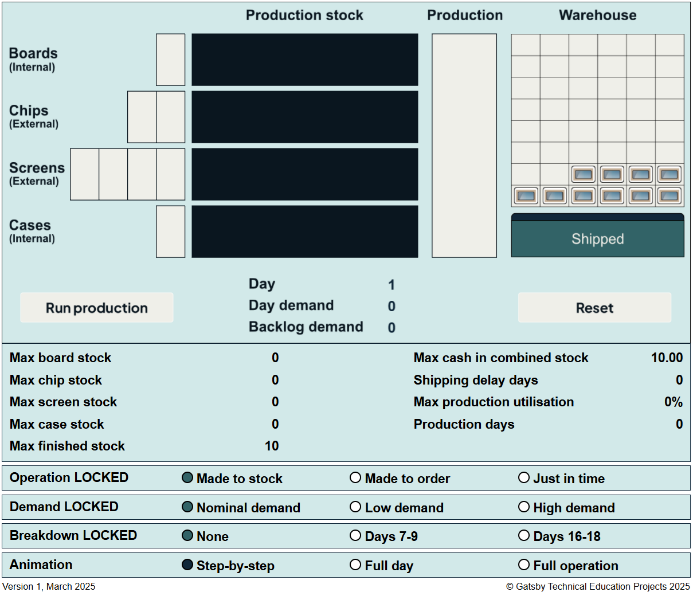 Production stock Production Warehouse
Boards
(Internal)
Chips
(External)
Screens
(External)
Cases
(Internal)
Shipped
Day 1
Day demand 0
Backlog demand 0
Run production
Reset
Max board stock 0
Max chip stock 0
Max screen stock 0
Max case stock 0
Max finished stock 10
Max cash in combined stock 10.00
Shipping delay days 0
Max production utilisation 0%
Production days 0
Operation LOCKED Made to stock Made to order Just in time
Demand LOCKED Nominal demand Low demand High demand
Breakdown LOCKED None Days 7-9 Days 16-18
Animation Step-by-step Full day Full operation
Version 1, March 2025 © Gatsby Technical Education Projects 2025